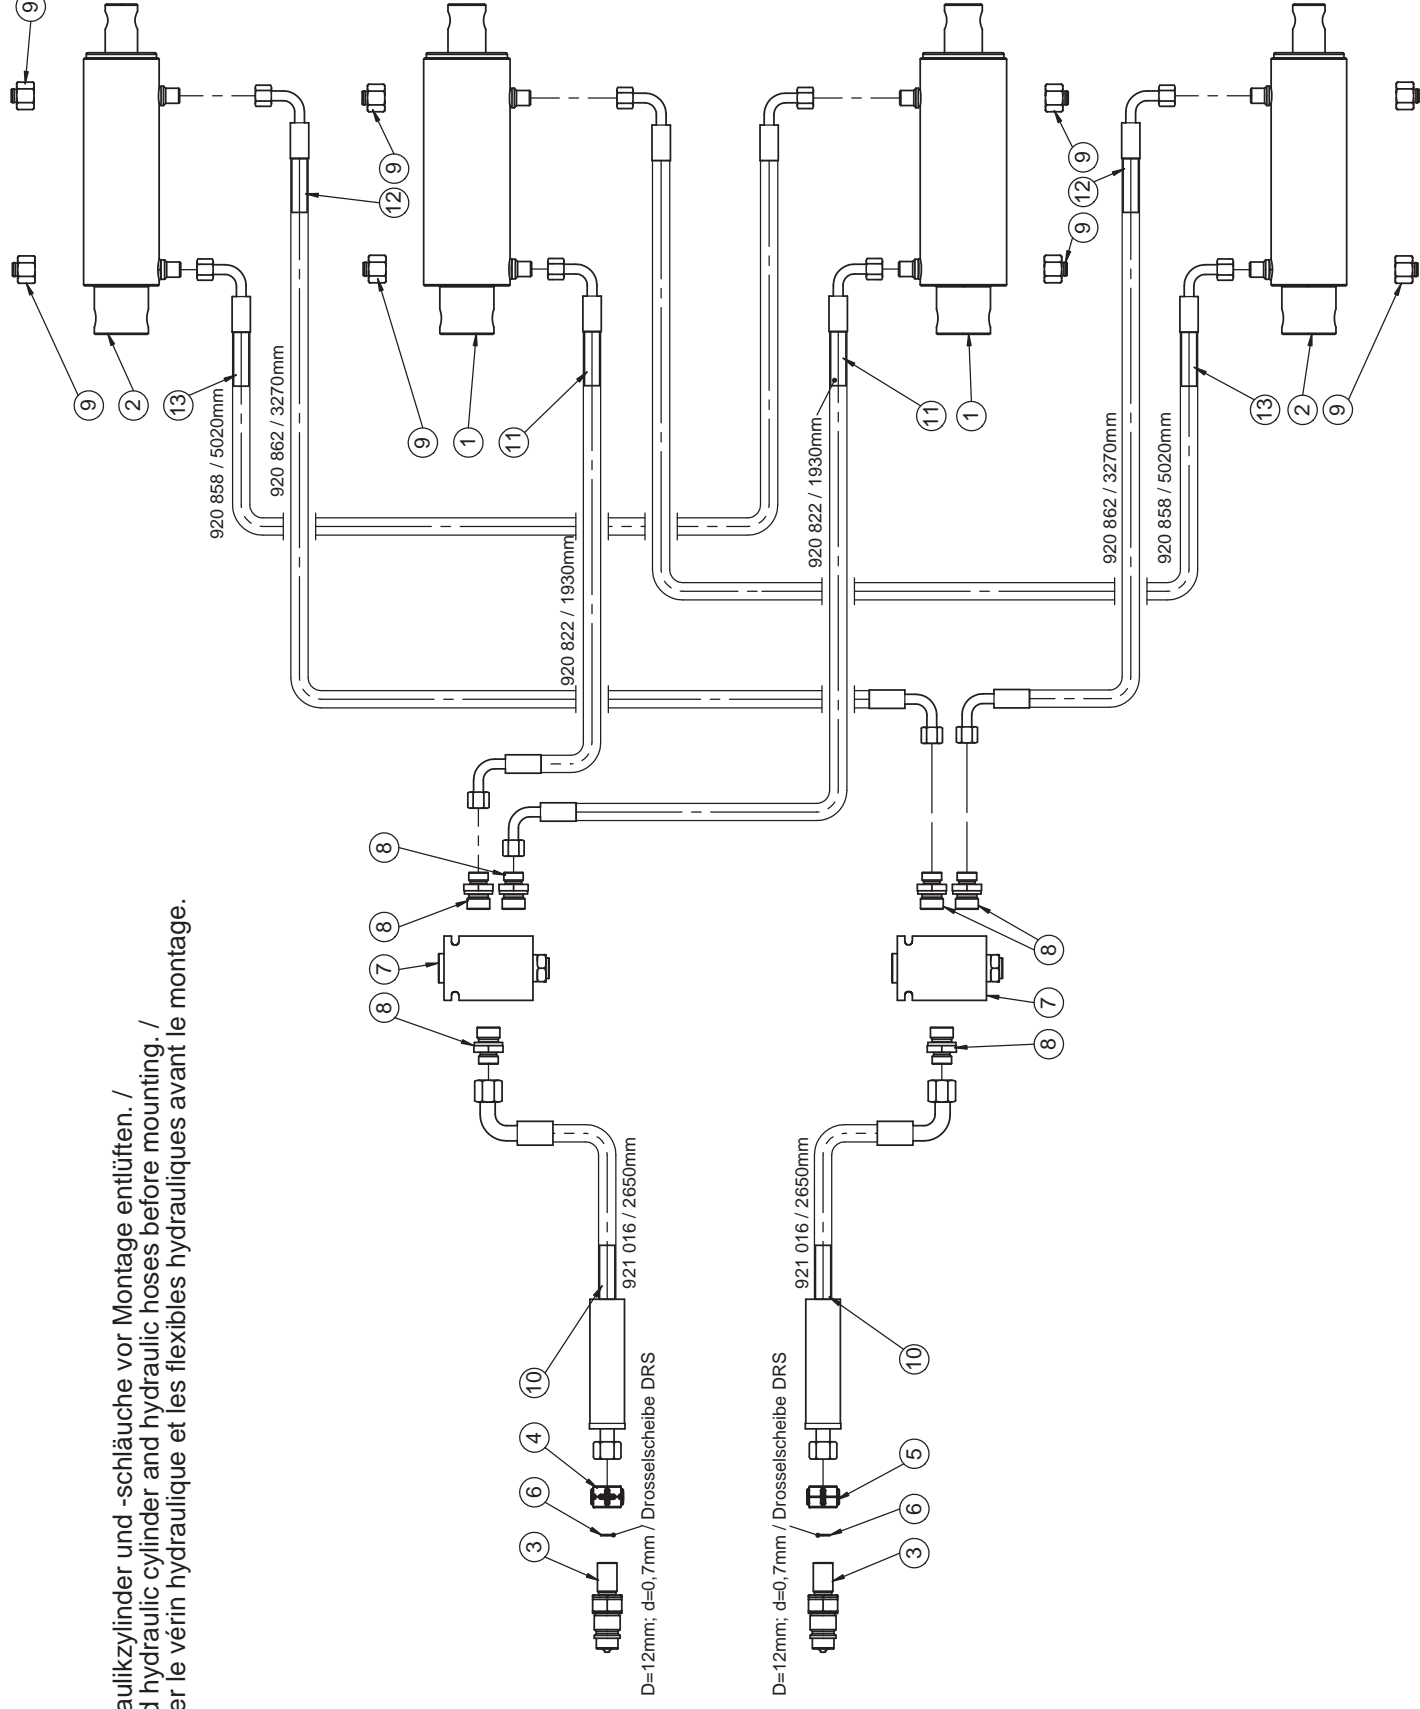 9
9
aulikzylinder und -schläuche vor Montage entlüften. /
d hydraulic cylinder and hydraulic hoses before mounting. /
er le vérin hydraulique et les flexibles hydrauliques avant le montage.
2
13
920 858 / 5020mm
920 862 / 3270mm
8
7
8
8
12
9
9
1
11
3
6
4
10
920 822 / 1930mm
921 016 / 2650mm
D=12mm; d=0,7mm / Drosselscheibe DRS
D=12mm; d=0,7mm / Drosselscheibe DRS
921 016 / 2650mm
920 822 / 1930mm
3
6
5
10
11
1
8
7
8
9
12
9
920 862 / 3270mm
920 858 / 5020mm
13
2
9